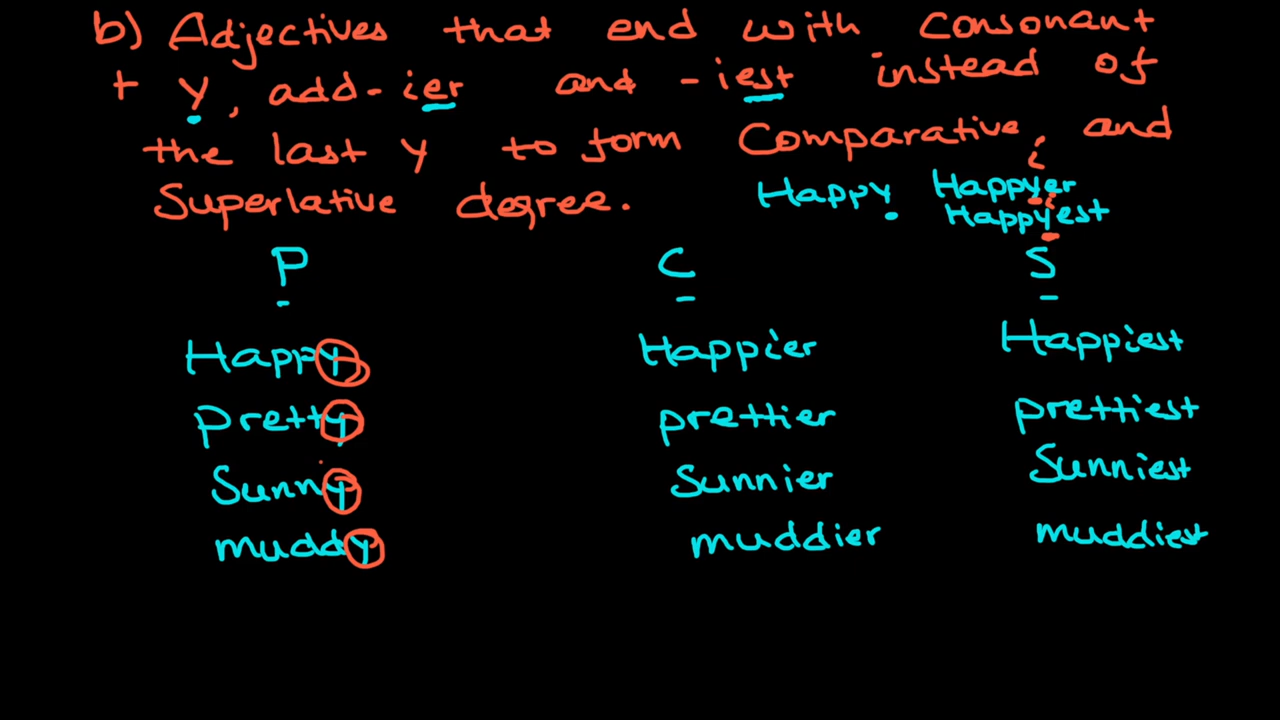 b) Adjectives that end with consonant
+ y, add -ier and -iest instead of
the last y to form Comparative, and
Superlative degree. Happy Happyer
i
Happyest
i
P C S
Happy Happier Happiest
pretty prettier prettiest
Sunny Sunnier Sunniest
muddy muddier muddiest